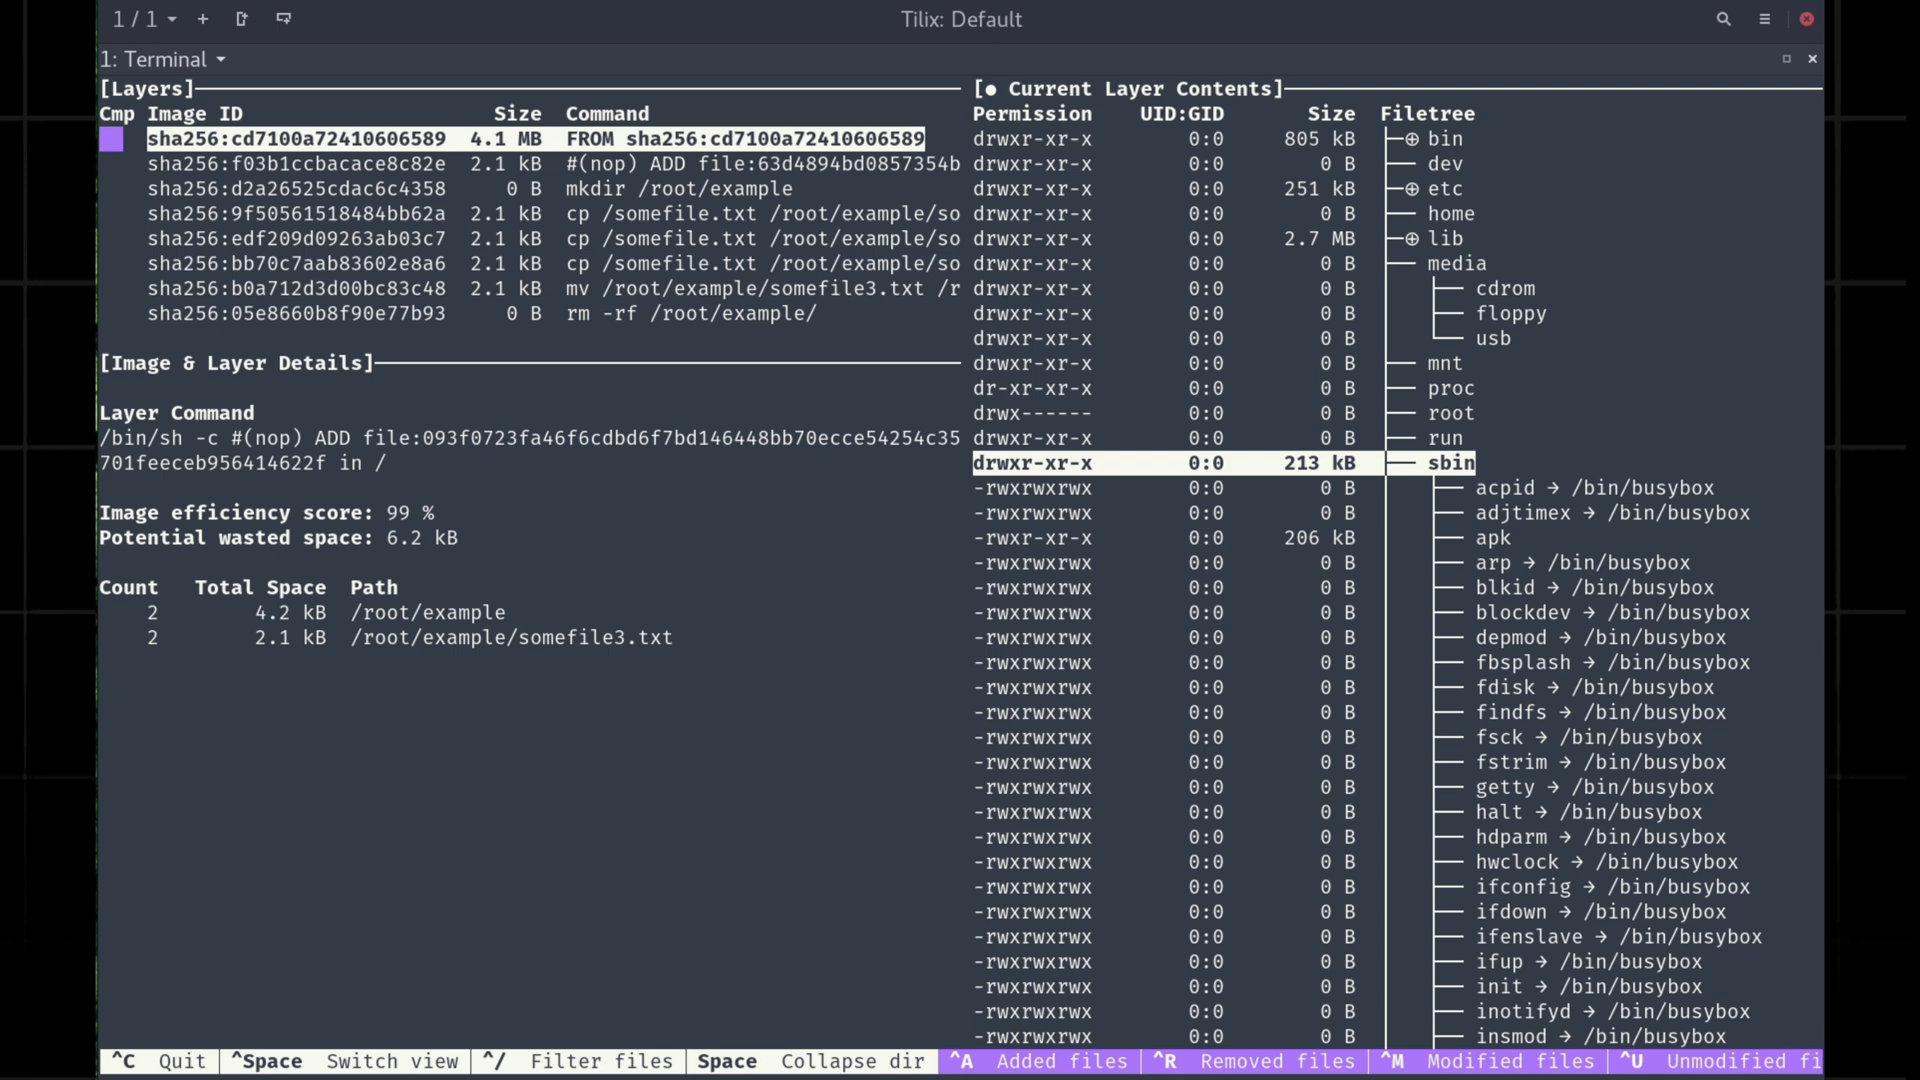 1 / 1 + Tilix: Default
1: Terminal
[Layers]
Cmp Image ID Size Command
sha256:cd7100a72410606589 4.1 MB FROM sha256:cd7100a72410606589
sha256:f03b1ccbacace8c82e 2.1 kB #(nop) ADD file:63d4894bd0857354b
sha256:d2a26525cdac6c4358 0 B mkdir /root/example
sha256:9f50561518484bb62a 2.1 kB cp /somefile.txt /root/example/so
sha256:edf209d09263ab03c7 2.1 kB cp /somefile.txt /root/example/so
sha256:bb70c7aab83602e8a6 2.1 kB cp /somefile.txt /root/example/so
sha256:b0a712d3d00bc83c48 2.1 kB mv /root/example/somefile3.txt /r
sha256:05e8660b8f90e77b93 0 B rm -rf /root/example/
[Image & Layer Details]
Layer Command
/bin/sh -c #(nop) ADD file:093f0723fa46f6cdbd6f7bd146448bb70ecce54254c35
701feeceb956414622f in /
Image efficiency score: 99 %
Potential wasted space: 6.2 kB
Count Total Space Path
2 4.2 kB /root/example
2 2.1 kB /root/example/somefile3.txt
[● Current Layer Contents]
Permission UID:GID Size Filetree
drwxr-xr-x 0:0 805 kB ├─⊕ bin
drwxr-xr-x 0:0 0 B ├── dev
drwxr-xr-x 0:0 251 kB ├─⊕ etc
drwxr-xr-x 0:0 0 B ├── home
drwxr-xr-x 0:0 2.7 MB ├─⊕ lib
drwxr-xr-x 0:0 0 B ├── media
drwxr-xr-x 0:0 0 B │ ├── cdrom
drwxr-xr-x 0:0 0 B │ ├── floppy
drwxr-xr-x 0:0 0 B │ └── usb
drwxr-xr-x 0:0 0 B ├── mnt
dr-xr-xr-x 0:0 0 B ├── proc
drwx------ 0:0 0 B ├── root
drwxr-xr-x 0:0 0 B ├── run
drwxr-xr-x 0:0 213 kB ├── sbin
-rwxrwxrwx 0:0 0 B │ ├── acpid → /bin/busybox
-rwxrwxrwx 0:0 0 B │ ├── adjtimex → /bin/busybox
-rwxr-xr-x 0:0 206 kB │ ├── apk
-rwxrwxrwx 0:0 0 B │ ├── arp → /bin/busybox
-rwxrwxrwx 0:0 0 B │ ├── blkid → /bin/busybox
-rwxrwxrwx 0:0 0 B │ ├── blockdev → /bin/busybox
-rwxrwxrwx 0:0 0 B │ ├── depmod → /bin/busybox
-rwxrwxrwx 0:0 0 B │ ├── fbsplash → /bin/busybox
-rwxrwxrwx 0:0 0 B │ ├── fdisk → /bin/busybox
-rwxrwxrwx 0:0 0 B │ ├── findfs → /bin/busybox
-rwxrwxrwx 0:0 0 B │ ├── fsck → /bin/busybox
-rwxrwxrwx 0:0 0 B │ ├── fstrim → /bin/busybox
-rwxrwxrwx 0:0 0 B │ ├── getty → /bin/busybox
-rwxrwxrwx 0:0 0 B │ ├── halt → /bin/busybox
-rwxrwxrwx 0:0 0 B │ ├── hdparm → /bin/busybox
-rwxrwxrwx 0:0 0 B │ ├── hwclock → /bin/busybox
-rwxrwxrwx 0:0 0 B │ ├── ifconfig → /bin/busybox
-rwxrwxrwx 0:0 0 B │ ├── ifdown → /bin/busybox
-rwxrwxrwx 0:0 0 B │ ├── ifenslave → /bin/busybox
-rwxrwxrwx 0:0 0 B │ ├── ifup → /bin/busybox
-rwxrwxrwx 0:0 0 B │ ├── init → /bin/busybox
-rwxrwxrwx 0:0 0 B │ ├── inotifyd → /bin/busybox
-rwxrwxrwx 0:0 0 B │ ├── insmod → /bin/busybox
^C Quit ^Space Switch view ^/ Filter files Space Collapse dir ^A Added files ^R Removed files ^M Modified files ^U Unmodified fi